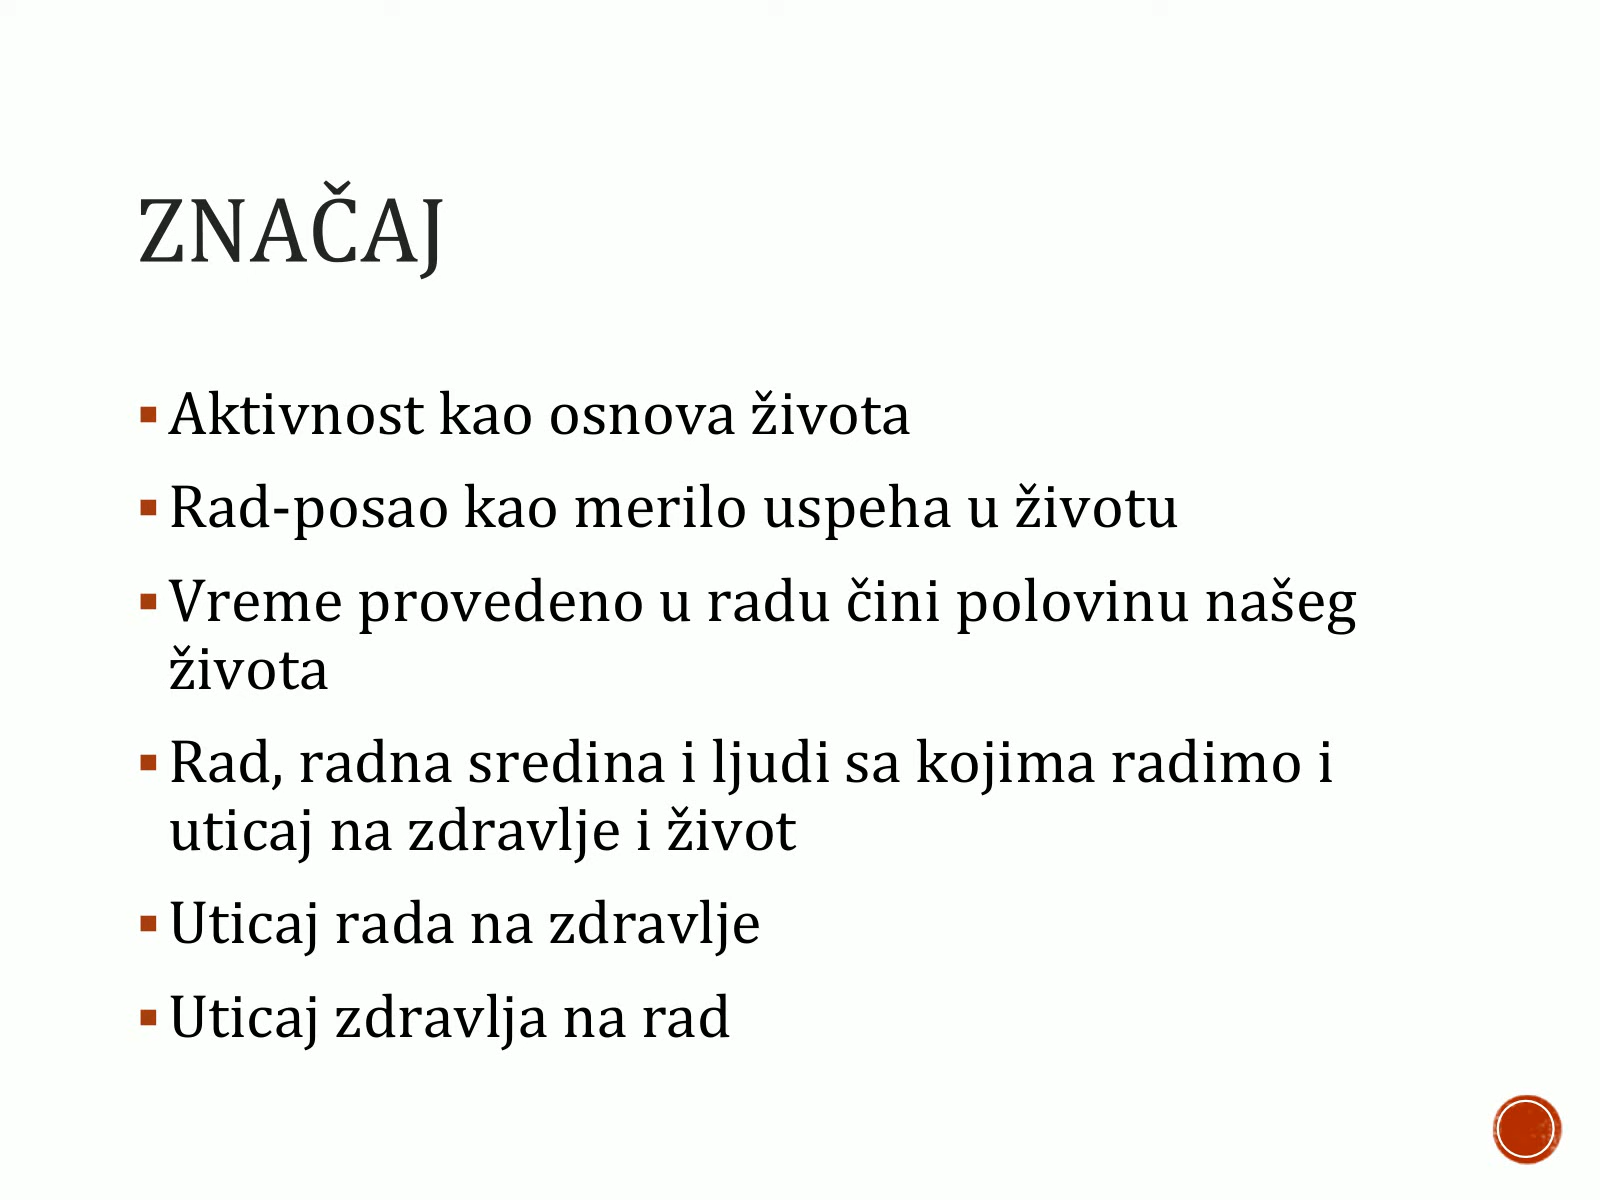 ZNAČAJ
Aktivnost kao osnova života
Rad-posao kao merilo uspeha u životu
Vreme provedeno u radu čini polovinu našeg
života
Rad, radna sredina i ljudi sa kojima radimo i
uticaj na zdravlje i život
Uticaj rada na zdravlje
Uticaj zdravlja na rad